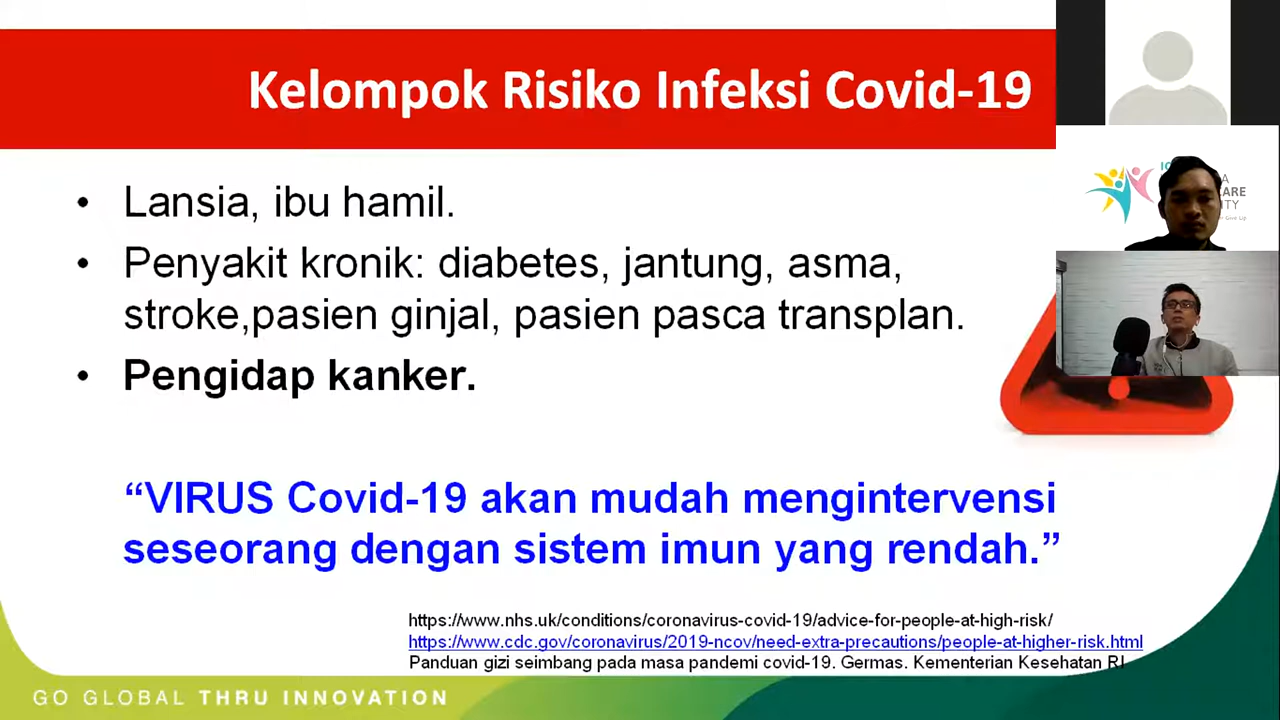 Kelompok Risiko Infeksi Covid-19
• Lansia, ibu hamil.
• Penyakit kronik: diabetes, jantung, asma,
stroke,pasien ginjal, pasien pasca transplan.
• Pengidap kanker.
“VIRUS Covid-19 akan mudah mengintervensi
seseorang dengan sistem imun yang rendah.”
https://www.nhs.uk/conditions/coronavirus-covid-19/advice-for-people-at-high-risk/
https://www.cdc.gov/coronavirus/2019-ncov/need-extra-precautions/people-at-higher-risk.html
Panduan gizi seimbang pada masa pandemi covid-19. Germas. Kementerian Kesehatan RI
GO GLOBAL THRU INNOVATION